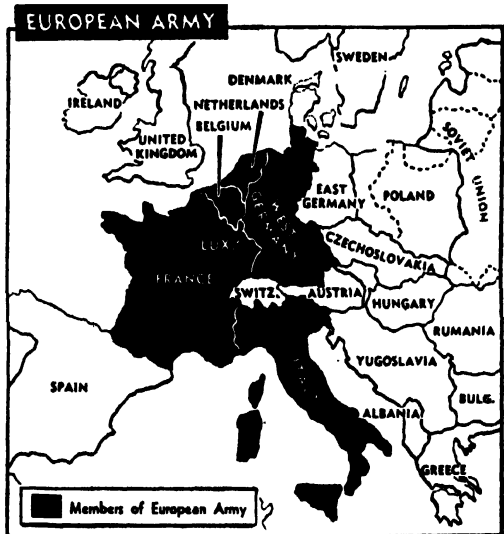 EUROPEAN ARMY
SWEDEN
DENMARK
IRELAND
NETHERLANDS
BELGIUM
UNITED
KINGDOM
SOVIET
UNION
EAST
GERMANY
POLAND
LUX.
CZECHOSLOVAKIA
FRANCE
SWITZ.
AUSTRIA
HUNGARY
RUMANIA
YUGOSLAVIA
SPAIN
BULG.
ALBANIA
GREECE
Members of European Army